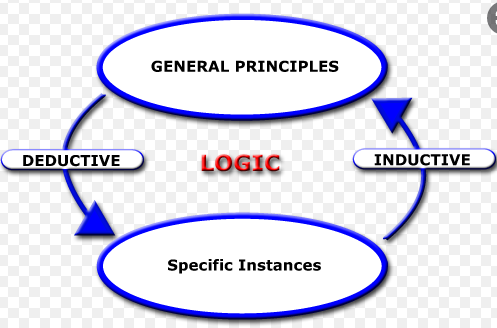 GENERAL PRINCIPLES
DEDUCTIVE
LOGIC
INDUCTIVE
Specific Instances